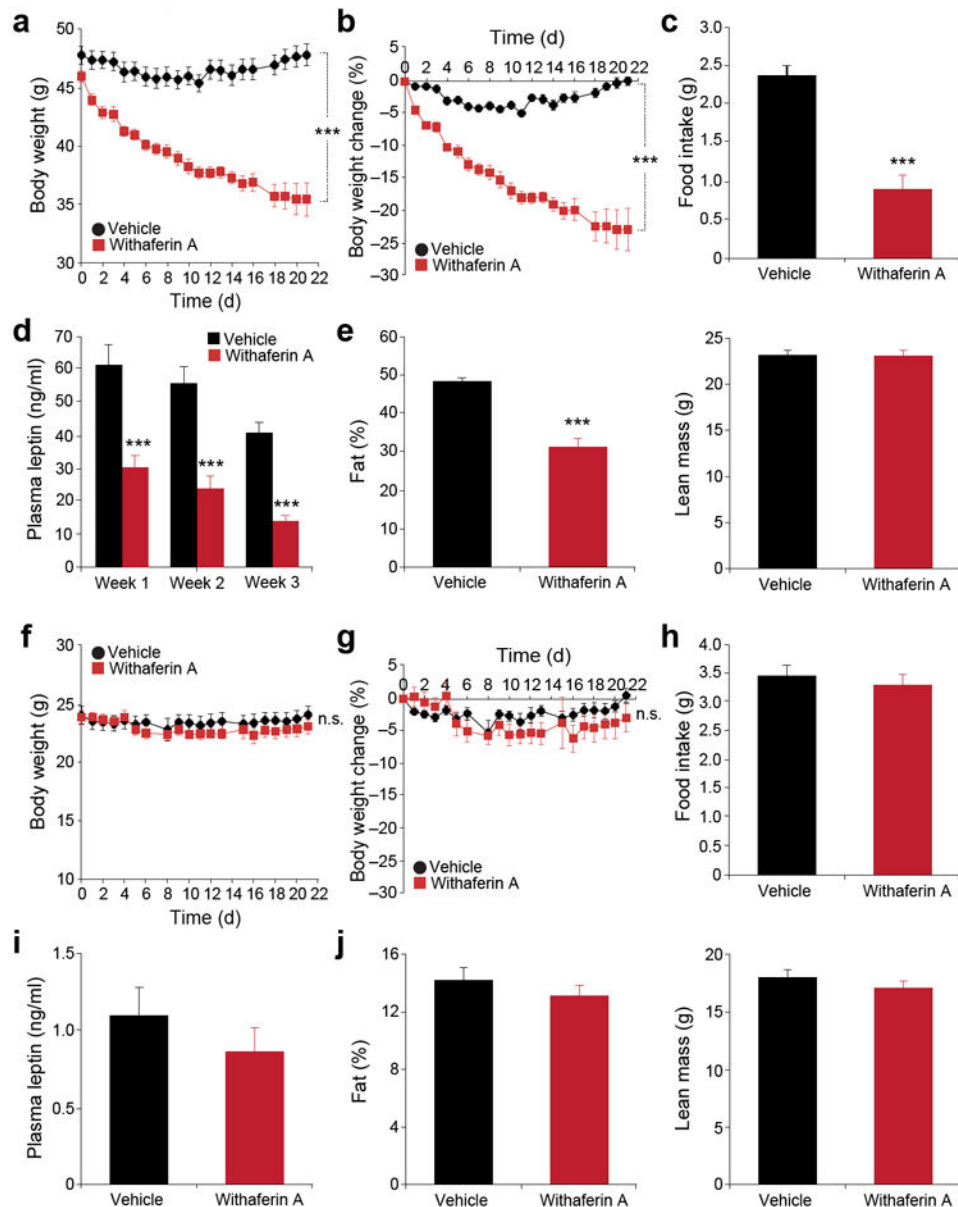 a
Body weight (g)
50
45
40
35
30
0 2 4 6 8 10 12 14 16 18 20 22
Time (d)
Vehicle
Withaferin A
***
b
Time (d)
0 2 4 6 8 10 12 14 16 18 20 22
Body weight change (%)
5
0
–5
–10
–15
–20
–25
–30
Vehicle
Withaferin A
***
c
Food intake (g)
3.0
2.5
2.0
1.5
1.0
0.5
0
***
Vehicle
Withaferin A
d
Plasma leptin (ng/ml)
70
60
50
40
30
20
10
0
Vehicle
Withaferin A
***
***
***
Week 1 Week 2 Week 3
e
Fat (%)
60
50
40
30
20
10
0
***
Vehicle
Withaferin A
Lean mass (g)
25
23
20
15
10
5
0
Vehicle
Withaferin A
f
Body weight (g)
30
25
20
15
10
0 2 4 6 8 10 12 14 16 18 20 22
Time (d)
Vehicle
Withaferin A
n.s.
g
Time (d)
0 2 4 6 8 10 12 14 16 18 20 22
Body weight change (%)
5
0
–5
–10
–15
–20
–25
–30
Vehicle
Withaferin A
n.s.
h
Food intake (g)
4.0
3.5
3.0
2.5
2.0
1.5
1.0
0.5
0
Vehicle
Withaferin A
i
Plasma leptin (ng/ml)
1.5
1.0
0.5
0
Vehicle
Withaferin A
j
Fat (%)
16
12
8
4
0
Vehicle
Withaferin A
Lean mass (g)
20
15
10
5
0
Vehicle
Withaferin A